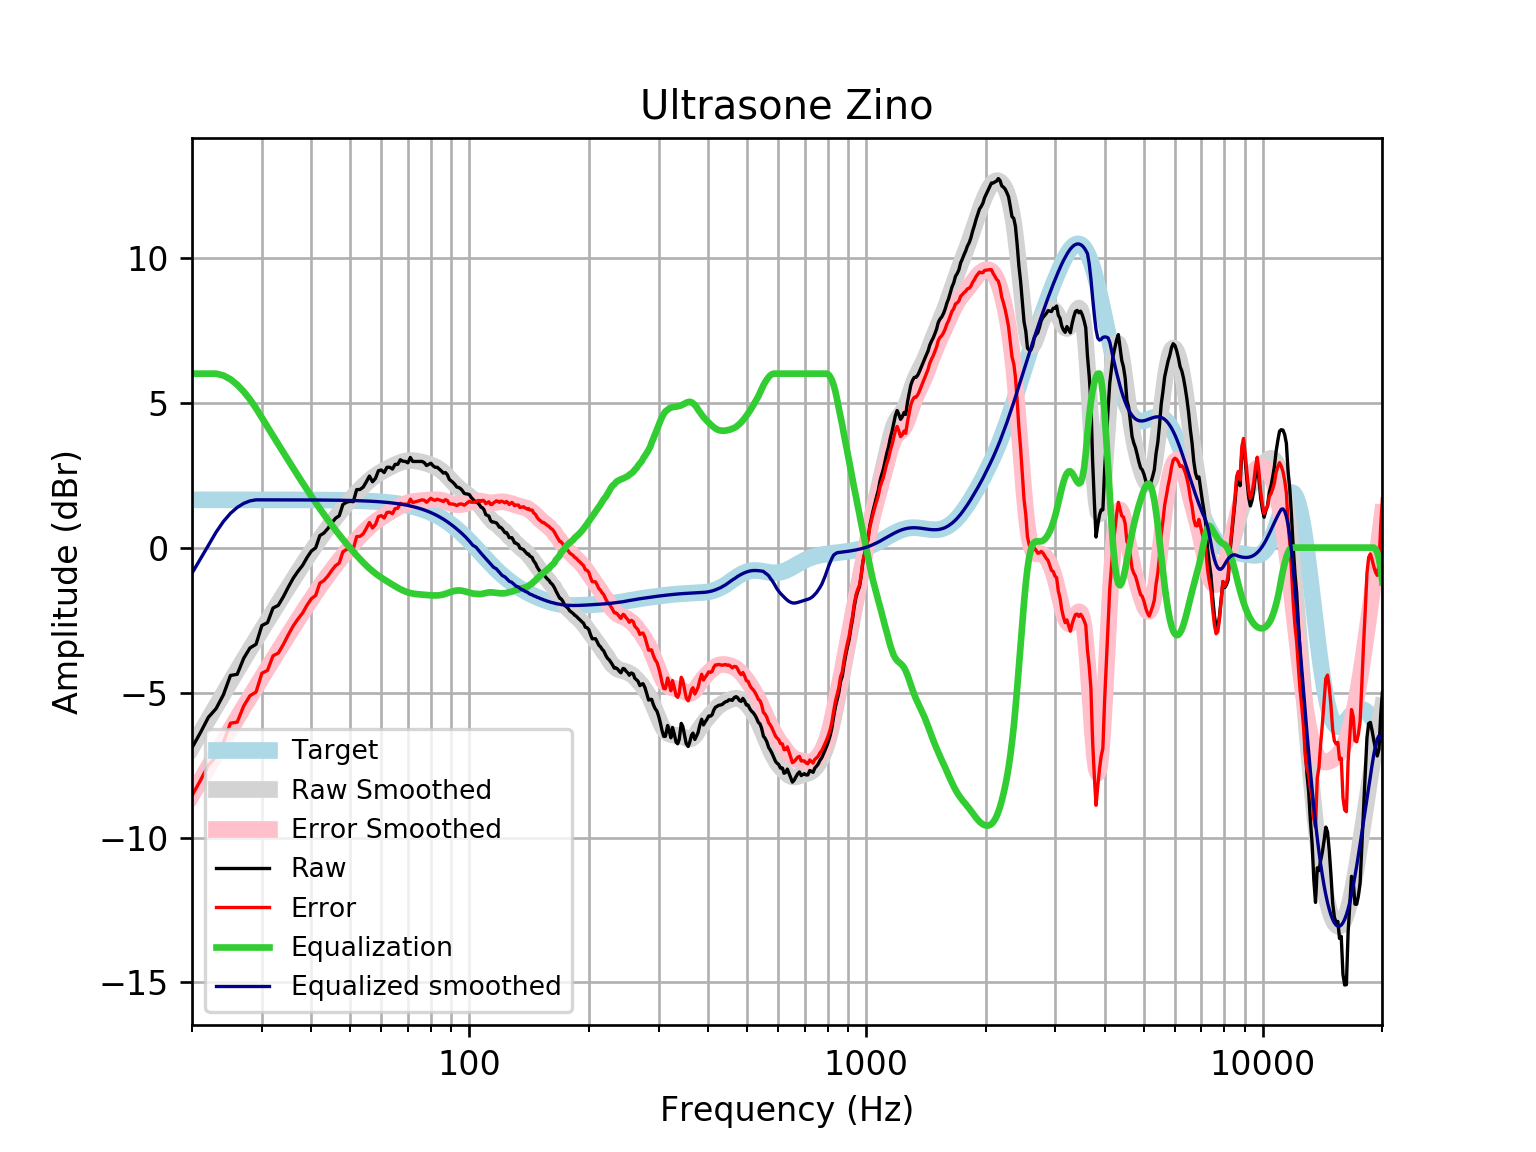 Ultrasone Zino
Amplitude (dBr)
10
5
0
−5
−10
−15
Target
Raw Smoothed
Error Smoothed
Raw
Error
Equalization
Equalized smoothed
100 1000 10000
Frequency (Hz)